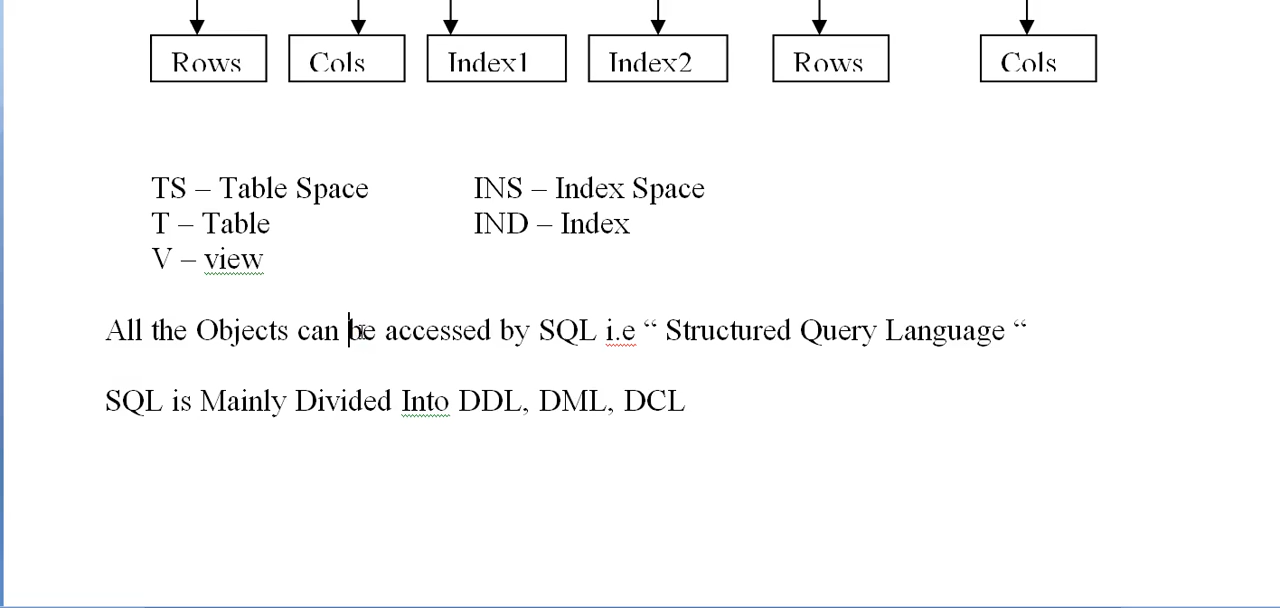 Rows Cols Index1 Index2 Rows Cols
TS – Table Space INS – Index Space
T – Table IND – Index
V – view
All the Objects can be accessed by SQL i.e “ Structured Query Language “
SQL is Mainly Divided Into DDL, DML, DCL